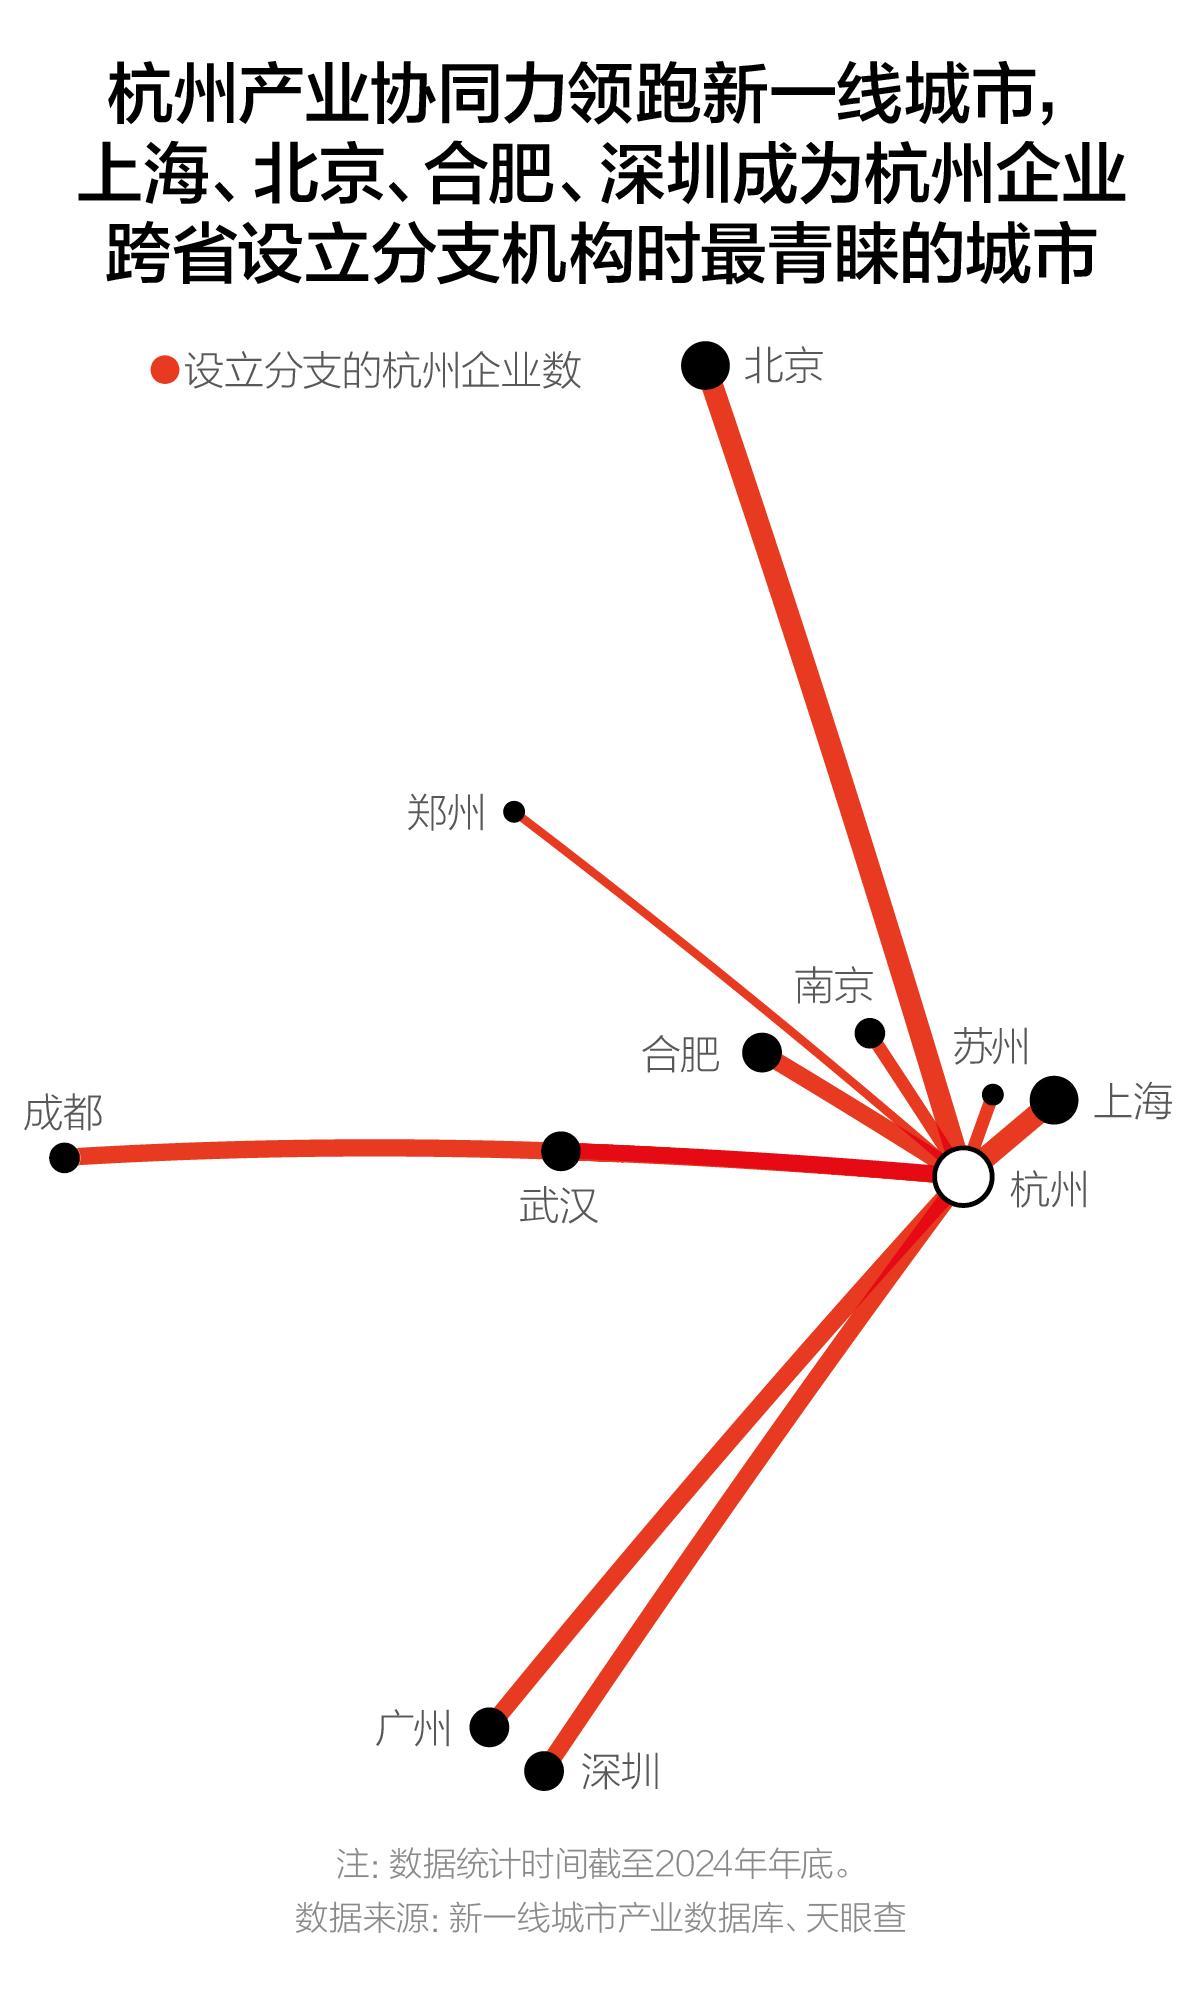 杭州产业协同力领跑新一线城市，
上海、北京、合肥、深圳成为杭州企业
跨省设立分支机构时最青睐的城市
设立分支的杭州企业数
北京
郑州
南京
合肥
苏州
上海
成都
武汉
杭州
广州
深圳
注：数据统计时间截至2024年年底。
数据来源：新一线城市产业数据库、天眼查